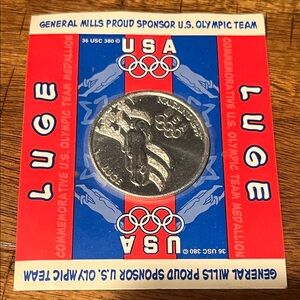 GENERAL MILLS PROUD SPONSOR U.S. OLYMPIC TEAM
36 USC 380 ©
USA
LUGE
COMMEMORATIVE U.S. OLYMPIC TEAM MEDALLION
COMMEMORATIVE U.S. OLYMPIC TEAM MEDALLION
LUGE
USA
36 USC 380 ©
GENERAL MILLS PROUD SPONSOR U.S. OLYMPIC TEAM